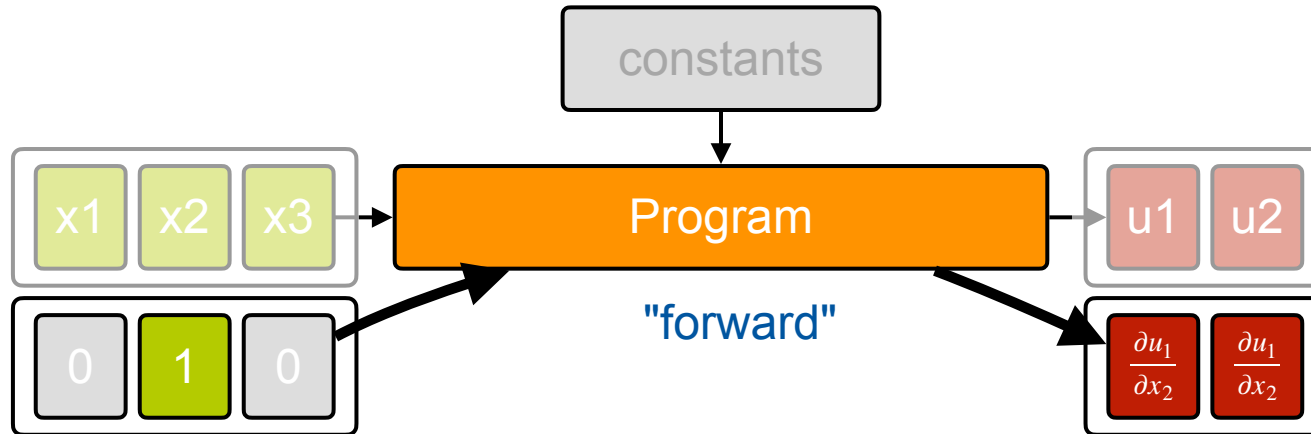 constants
x1 x2 x3
Program
u1 u2
0 1 0
"forward"
∂u₁/∂x₂ ∂u₁/∂x₂